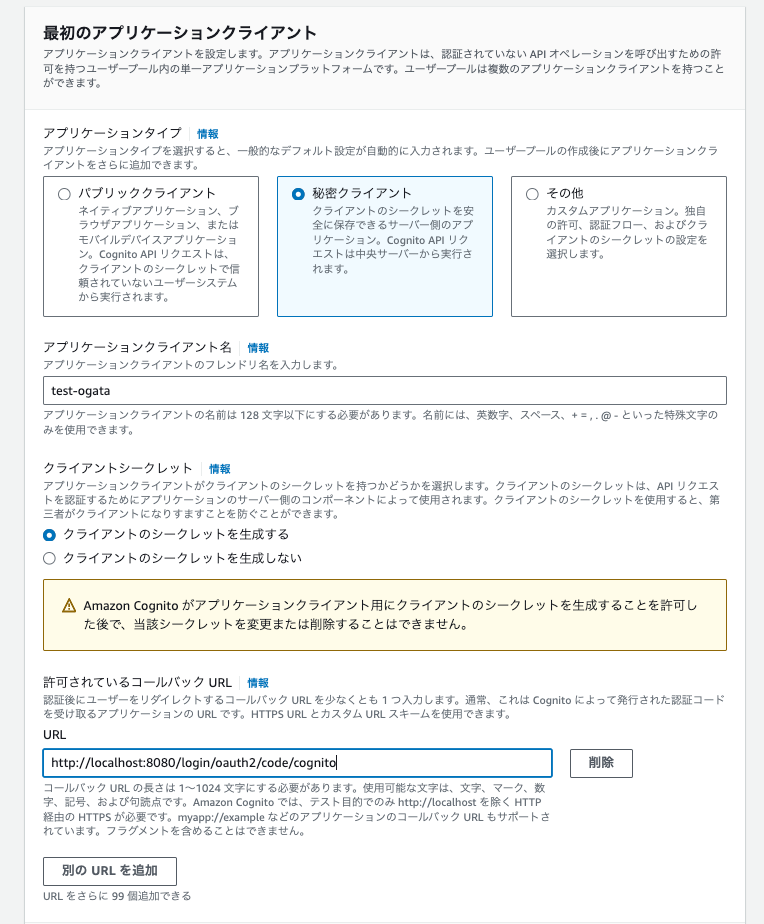 最初のアプリケーションクライアント
アプリケーションクライアントを設定します。アプリケーションクライアントは、認証されていない API オペレーションを呼び出すための許
可を持つユーザープール内の単一アプリケーションプラットフォームです。ユーザープールは複数のアプリケーションクライアントを持つこと
ができます。
アプリケーションタイプ 情報
アプリケーションタイプを選択すると、一般的なデフォルト設定が自動的に入力されます。ユーザープールの作成後にアプリケーションクラ
イアントをさらに追加できます。
パブリッククライアント
ネイティブアプリケーション、ブ
ラウザアプリケーション、または
モバイルデバイスアプリケーショ
ン。Cognito API リクエストは、
クライアントのシークレットで信
頼されていないユーザーシステム
から実行されます。
秘密クライアント
クライアントのシークレットを安
全に保存できるサーバー側のアプ
リケーション。Cognito API リク
エストは中央サーバーから実行さ
れます。
その他
カスタムアプリケーション。独自
の許可、認証フロー、およびクラ
イアントのシークレットの設定を
選択します。
アプリケーションクライアント名 情報
アプリケーションクライアントのフレンドリ名を入力します。
test-ogata
アプリケーションクライアントの名前は 128 文字以下にする必要があります。名前には、英数字、スペース、+ = , . @ - といった特殊文字の
みを使用できます。
クライアントシークレット 情報
アプリケーションクライアントがクライアントのシークレットを持つかどうかを選択します。クライアントのシークレットは、API リクエス
トを認証するためにアプリケーションのサーバー側のコンポーネントによって使用されます。クライアントのシークレットを使用すると、第
三者がクライアントになりすますことを防ぐことができます。
クライアントのシークレットを生成する
クライアントのシークレットを生成しない
Amazon Cognito がアプリケーションクライアント用にクライアントのシークレットを生成することを許可し
た後で、当該シークレットを変更または削除することはできません。
許可されているコールバック URL 情報
認証後にユーザーをリダイレクトするコールバック URL を少なくとも 1 つ入力します。通常、これは Cognito によって発行された認証コード
を受け取るアプリケーションの URL です。HTTPS URL とカスタム URL スキームを使用できます。
URL
http://localhost:8080/login/oauth2/code/cognito
削除
コールバック URL の長さは 1～1024 文字にする必要があります。使用可能な文字は、文字、マーク、数
字、記号、および句読点です。Amazon Cognito では、テスト目的でのみ http://localhost を除く HTTP
経由の HTTPS が必要です。myapp://example などのアプリケーションのコールバック URL もサポートさ
れています。フラグメントを含めることはできません。
別の URL を追加
URL をさらに 99 個追加できる